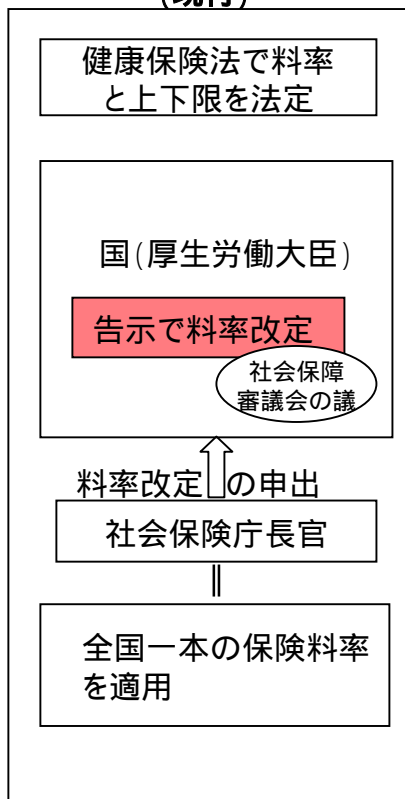 (現行)
健康保険法で料率
と上下限を法定
国(厚生労働大臣)
告示で料率改定
社会保障
審議会の議
料率改定 の申出
社会保険庁長官
||
全国一本の保険料率
を適用